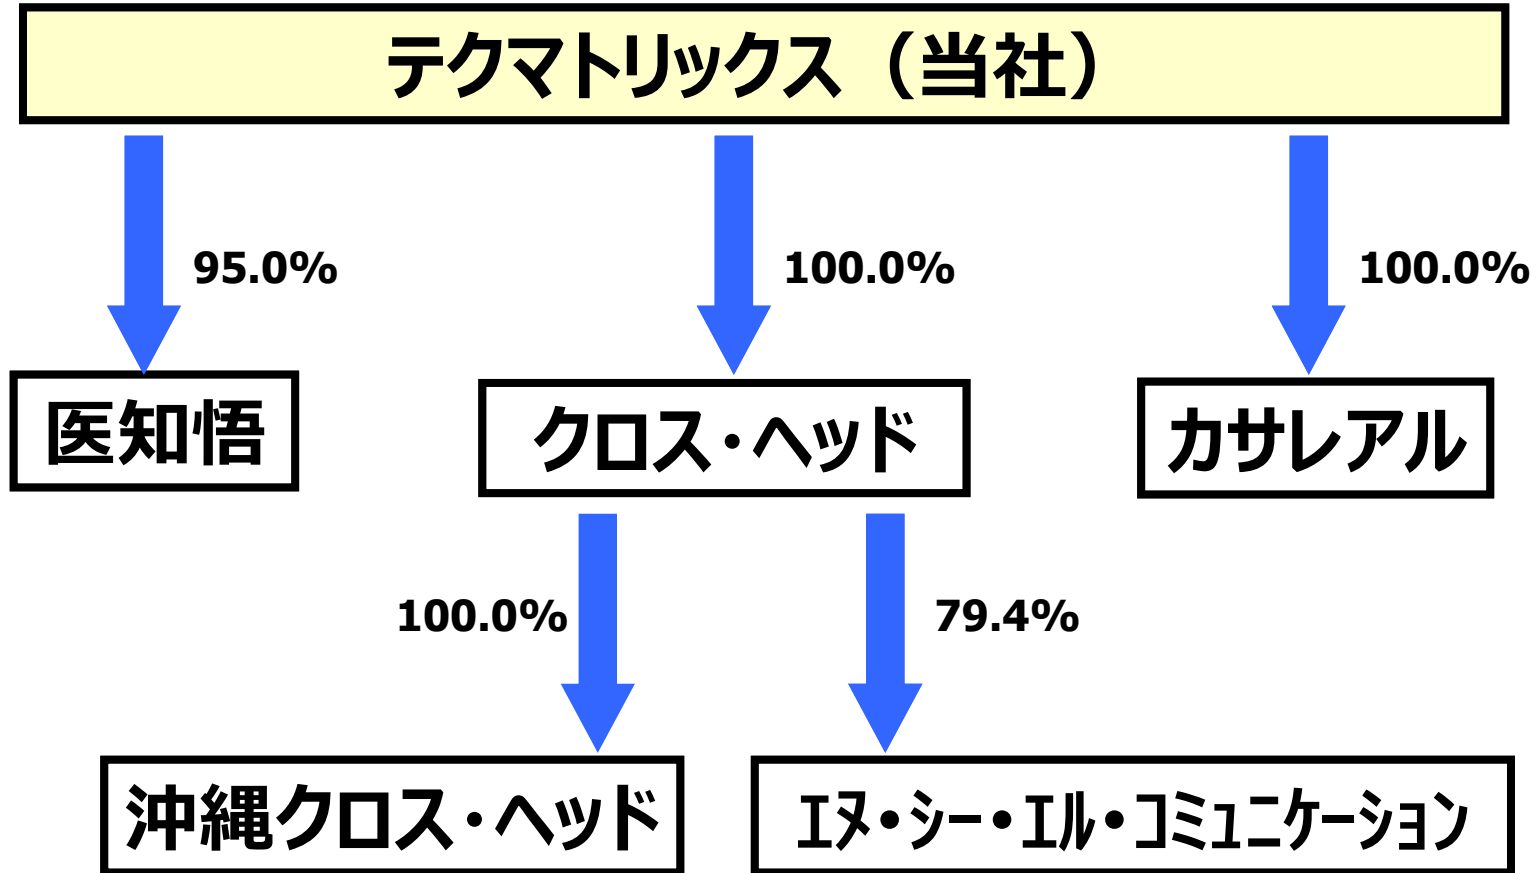 テクマトリックス（当社）
95.0%
100.0%
100.0%
医知悟
クロス・ヘッド
カサレアル
100.0%
79.4%
沖縄クロス・ヘッド
ｴﾇ・ｼｰ・ｴﾙ・ｺﾐｭﾆｹｰｼｮﾝ